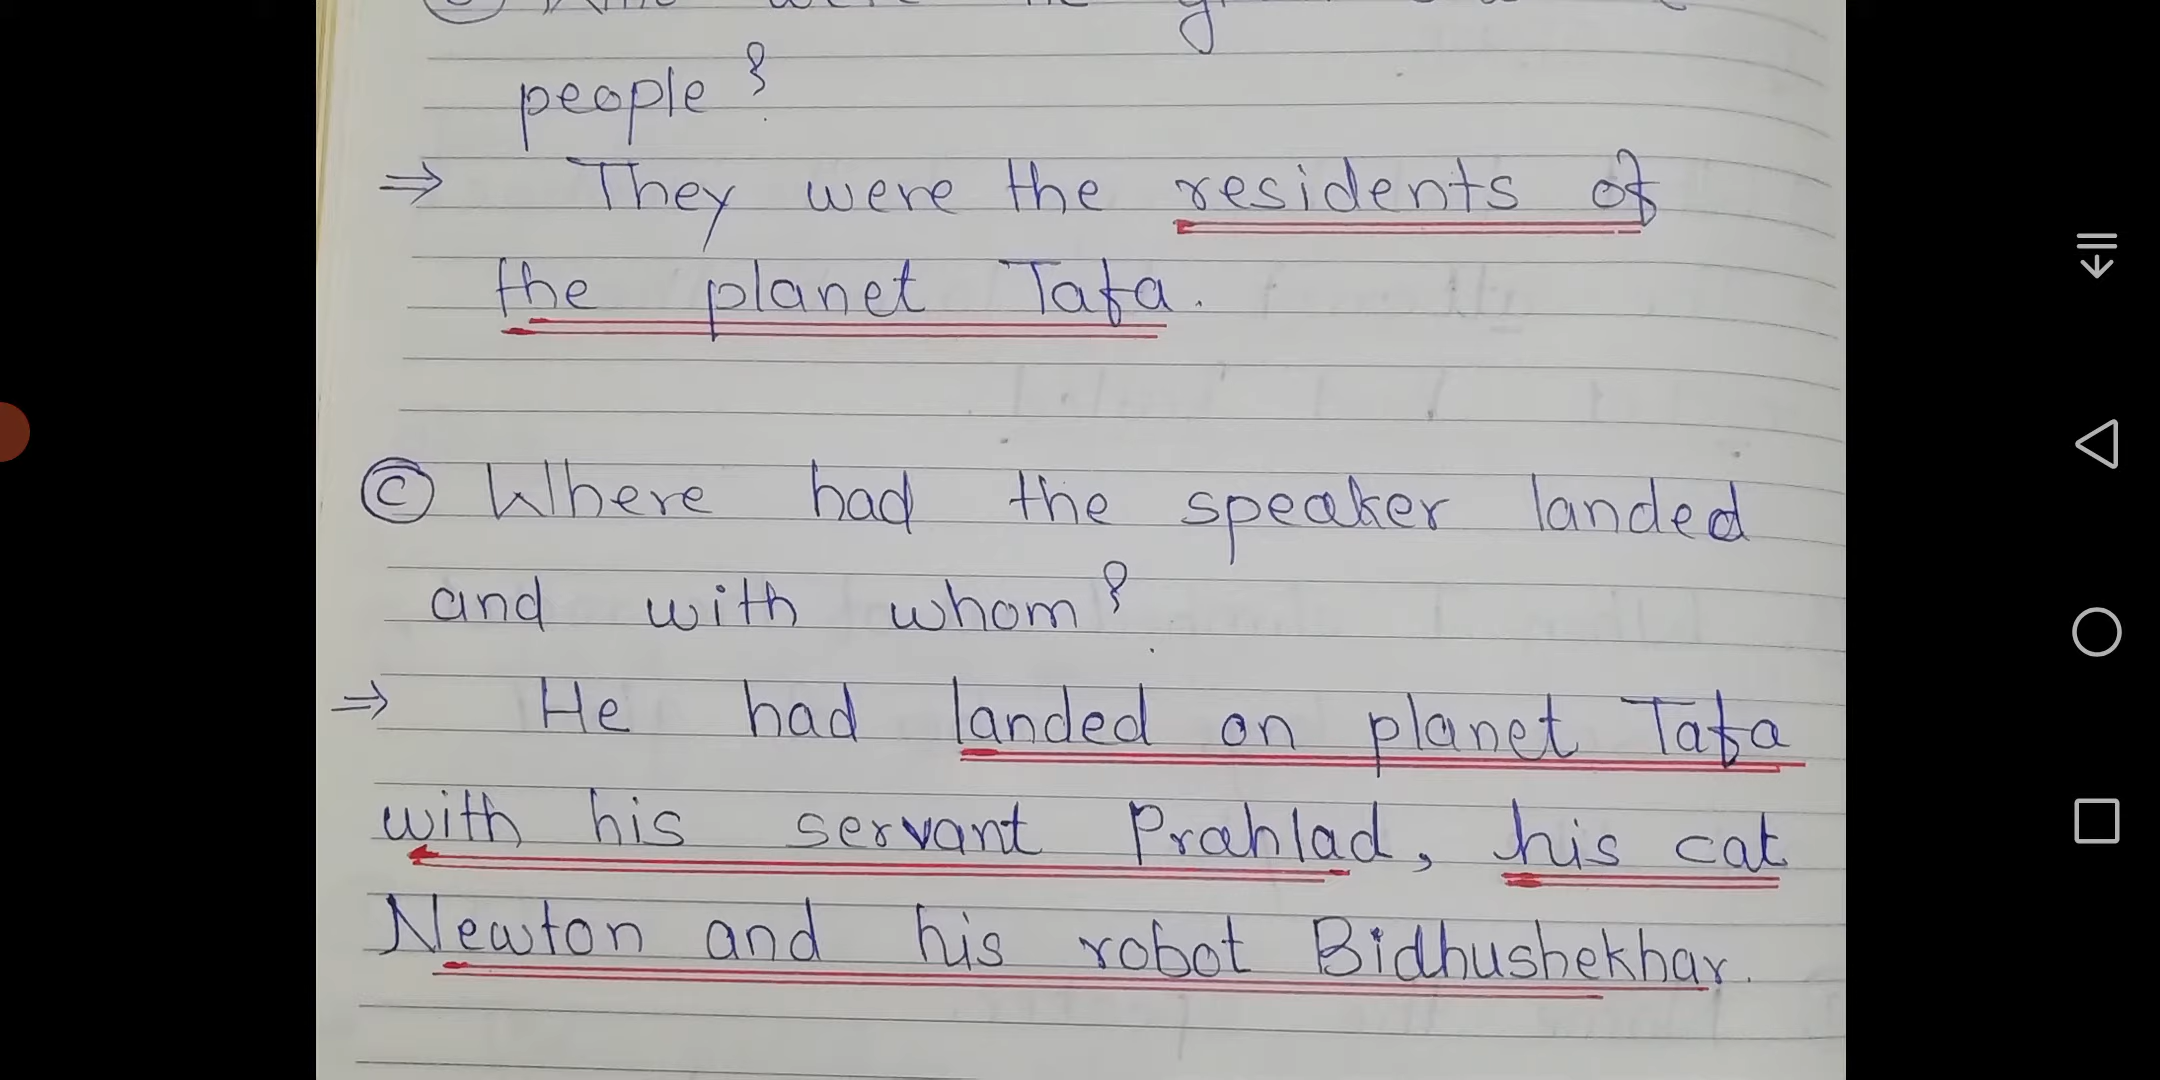 were
people?
⇒ They were the residents of
the planet Tafa.
ⓒ Where had the speaker landed
and with whom?
⇒ He had landed on planet Tafa
with his servant Prahlad, his cat
Newton and his robot Bidhushekhar.